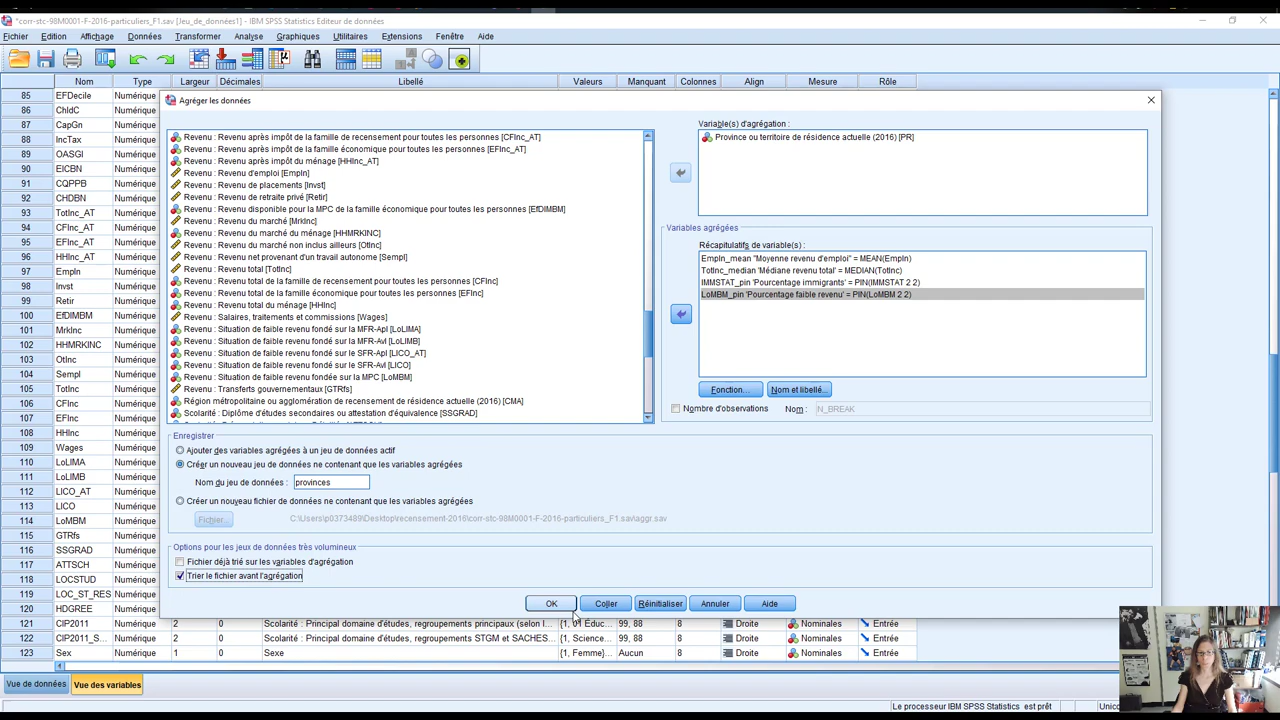 *corr-stc-98M0001-F-2016-particuliers_F1.sav [Jeu_de_données1] - IBM SPSS Statistics Editeur de données
Fichier Edition Affichage Données Transformer Analyse Graphiques Utilitaires Extensions Fenêtre Aide
Nom Type Largeur Décimales Libellé Valeurs Manquant Colonnes Align Mesure Rôle
85 EFDecile Numérique
86 ChldC Numérique
87 CapGn Numérique
88 IncTax Numérique
89 OASGI Numérique
90 EICBN Numérique
91 CQPPB Numérique
92 CHDBN Numérique
93 TotInc_AT Numérique
94 CFInc_AT Numérique
95 EFInc_AT Numérique
96 HHInc_AT Numérique
97 EmpIn Numérique
98 Invst Numérique
99 Retir Numérique
100 OtInc Numérique
101 MrkInc Numérique
102 HHMRKINC Numérique
103 OtInc Numérique
104 SempI Numérique
105 TotInc Numérique
106 CFInc Numérique
107 EFInc Numérique
108 HHInc Numérique
109 Wages Numérique
110 LoLIMA Numérique
111 LoLIMB Numérique
112 LICO_AT Numérique
113 LICO Numérique
114 LoMBM Numérique
115 GTRfs Numérique
116 SSGRAD Numérique
117 ATTSCH Numérique
118 LOCSTUD Numérique
119 LOC_ST_RES Numérique
120 HDGREE Numérique
121 CIP2011 Numérique 2 0 Scolarité : Principal domaine d'études, regroupements principaux (selon l... {1, Éduc... 99, 88 8 Droite Nominales Entrée
122 CIP2011_S... Numérique 2 0 Scolarité : Principal domaine d'études, regroupements STGM et SACHES... {1, Science... 99, 88 8 Droite Nominales Entrée
123 Sex Numérique 1 0 Sexe {1, Femme}... Aucun 8 Droite Nominales Entrée
Agréger les données
Revenu : Revenu après impôt de la famille de recensement pour toutes les personnes [CFInc_AT]
Revenu : Revenu après impôt de la famille économique pour toutes les personnes [EFInc_AT]
Revenu : Revenu après impôt du ménage [HHInc_AT]
Revenu : Revenu d'emploi [EmpIn]
Revenu : Revenu de placements [Invst]
Revenu : Revenu de retraite privé [Retir]
Revenu : Revenu disponible pour la MPC de la famille économique pour toutes les personnes [EfDIMBM]
Revenu : Revenu du marché [MrkInc]
Revenu : Revenu du marché du ménage [HHMRKINC]
Revenu : Revenu du marché non inclus ailleurs [OtInc]
Revenu : Revenu net provenant d'un travail autonome [SempI]
Revenu : Revenu total [TotInc]
Revenu : Revenu total de la famille de recensement pour toutes les personnes [CFInc]
Revenu : Revenu total de la famille économique pour toutes les personnes [EFInc]
Revenu : Revenu total du ménage [HHInc]
Revenu : Salaires, traitements et commissions [Wages]
Revenu : Situation de faible revenu fondé sur la MFR-ApI [LoLIMA]
Revenu : Situation de faible revenu fondé sur la MFR-AvI [LoLIMB]
Revenu : Situation de faible revenu fondé sur le SFR-ApI [LICO_AT]
Revenu : Situation de faible revenu fondé sur le SFR-AvI [LICO]
Revenu : Situation de faible revenu fondée sur la MPC [LoMBM]
Revenu : Transferts gouvernementaux [GTRfs]
Région métropolitaine ou agglomération de recensement de résidence actuelle (2016) [CMA]
Scolarité : Diplôme d'études secondaires ou attestation d'équivalence [SSGRAD]
Variable(s) d'agrégation :
Province ou territoire de résidence actuelle (2016) [PR]
Variables agrégées
Récapitulatifs de variable(s) :
EmpIn_mean "Moyenne revenu d'emploi" = MEAN(EmpIn)
TotInc_median 'Médiane revenu total' = MEDIAN(TotInc)
IMMSTAT_pin 'Pourcentage immigrants' = PIN(IMMSTAT 2 2)
LoMBM_pin 'Pourcentage faible revenu' = PIN(LoMBM 2 2)
Fonction... Nom et libellé...
Nombre d'observations Nom : N_BREAK
Enregistrer
Ajouter des variables agrégées à un jeu de données actif
Créer un nouveau jeu de données ne contenant que les variables agrégées
Nom du jeu de données : provinces
Créer un nouveau fichier de données ne contenant que les variables agrégées
Fichier... C:\Users\p0373489\Desktop\recensement-2016\corr-stc-98M0001-F-2016-particuliers_F1.sav\aggr.sav
Options pour les jeux de données très volumineux
Fichier déjà trié sur les variables d'agrégation
Trier le fichier avant l'agrégation
OK Coller Réinitialiser Annuler Aide
Vue de données Vue des variables
Le processeur IBM SPSS Statistics est prêt Unico